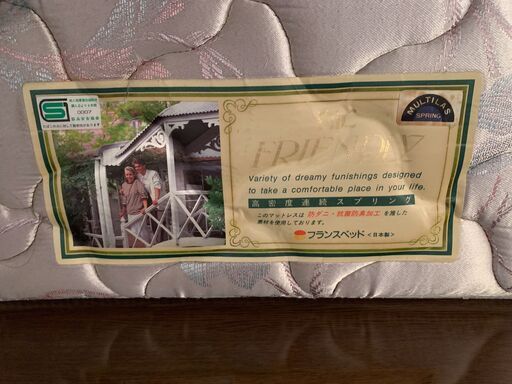 0007
FRIENDLY
MULTILAS
SPRING
Variety of dreamy funishings designed
to take a comfortable place in your life.
高密度連続スプリング
このマットレスは 防ダニ・抗菌防臭加工 を施した
素材を使用しております。
フランスベッド <日本製>